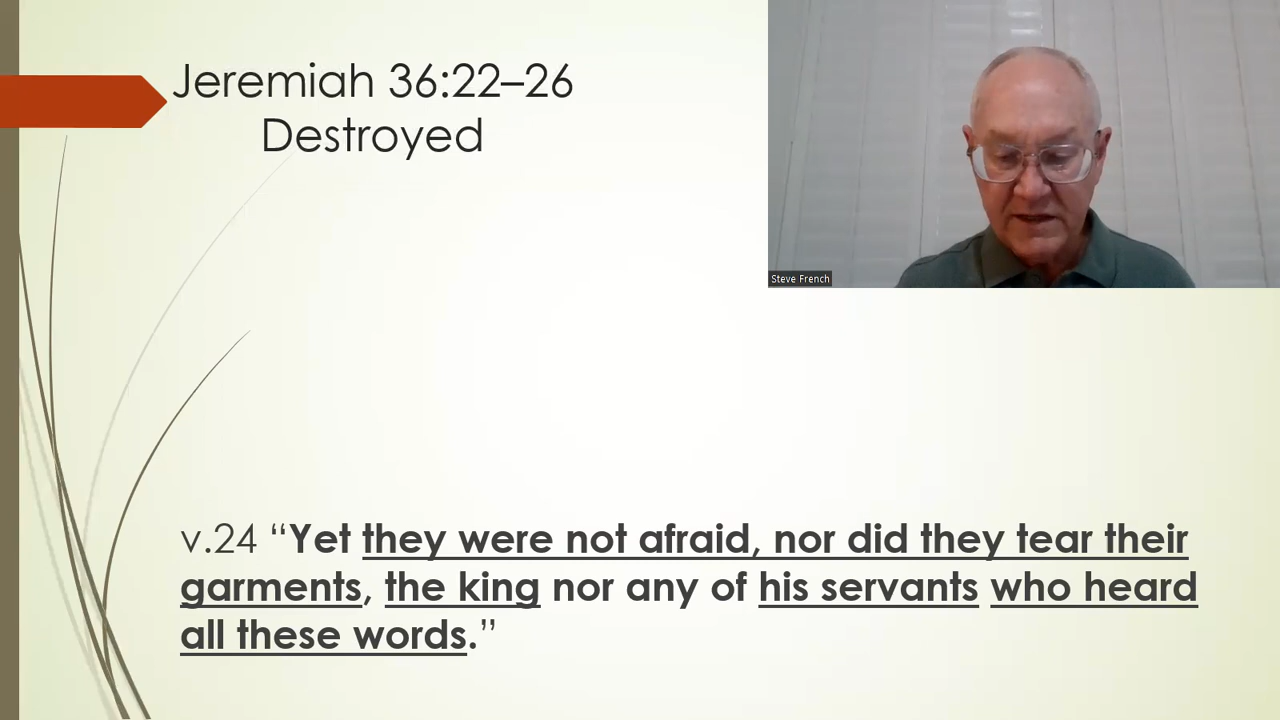 Jeremiah 36:22–26
Destroyed
Steve French
v.24 “Yet they were not afraid, nor did they tear their
garments, the king nor any of his servants who heard
all these words.”